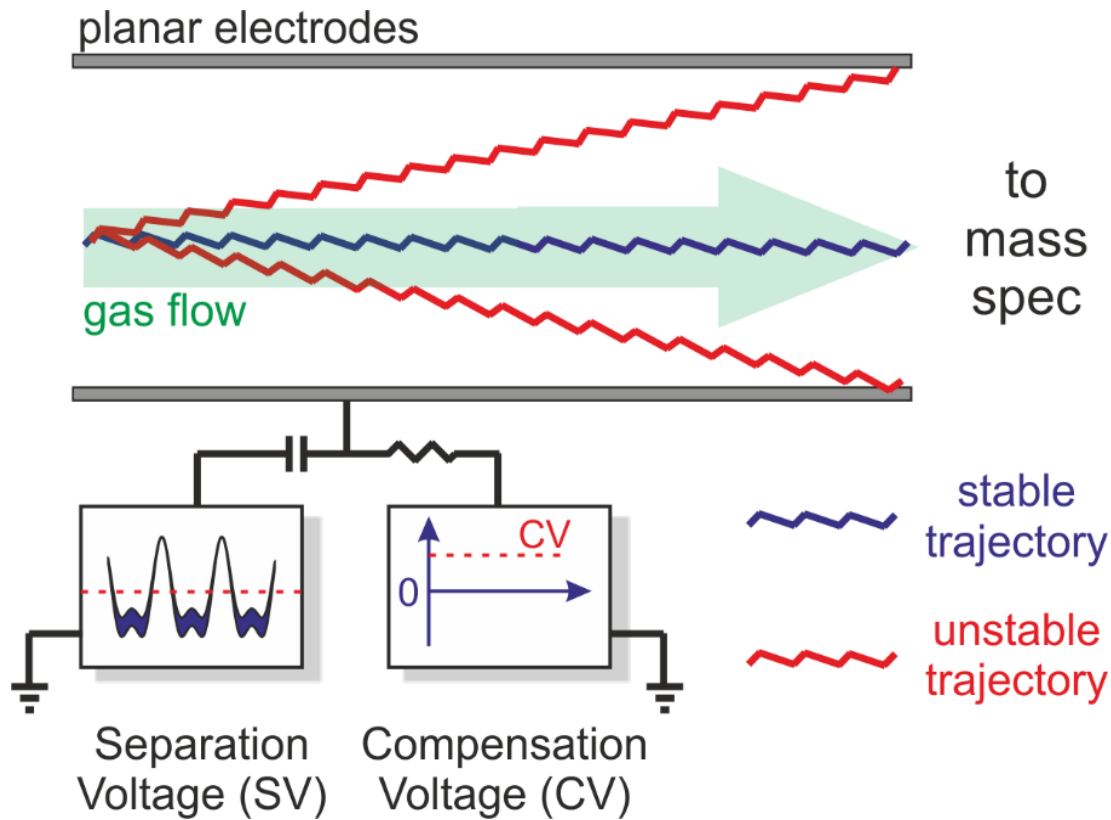 planar electrodes
gas flow
to
mass
spec
CV
0
Separation
Voltage (SV)
Compensation
Voltage (CV)
stable
trajectory
unstable
trajectory